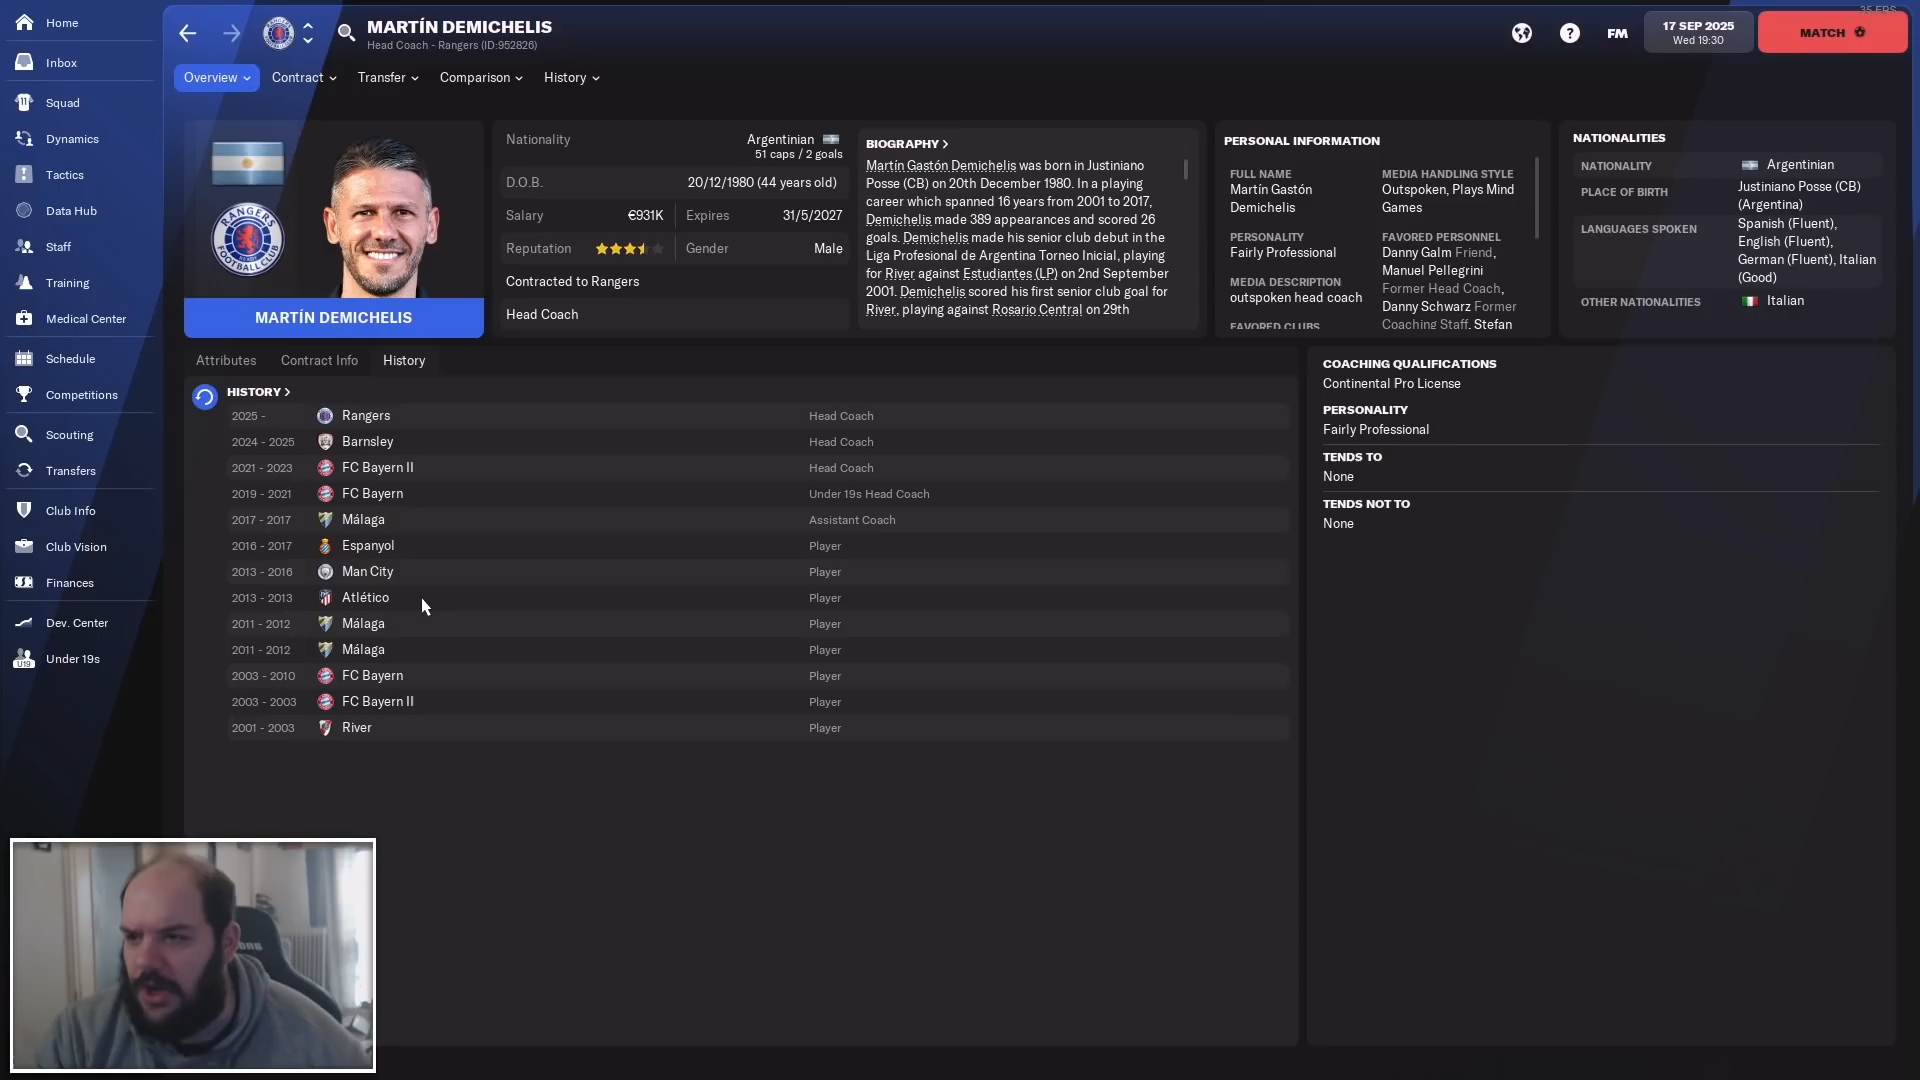 Home
Inbox
Squad
Dynamics
Tactics
Data Hub
Staff
Training
Medical Center
Schedule
Competitions
Scouting
Transfers
Club Info
Club Vision
Finances
Dev. Center
Under 19s
MARTÍN DEMICHELIS
Head Coach - Rangers (ID:952826)
35 FPS
FM
17 SEP 2025
Wed 19:30
MATCH
Overview
Contract
Transfer
Comparison
History
RANGERS
READY
FOOTBALL CLUB
MARTÍN DEMICHELIS
Nationality Argentinian
51 caps / 2 goals
D.O.B. 20/12/1980 (44 years old)
Salary €931K Expires 31/5/2027
Reputation Gender Male
Contracted to Rangers
Head Coach
BIOGRAPHY >
Martín Gastón Demichelis was born in Justiniano
Posse (CB) on 20th December 1980. In a playing
career which spanned 16 years from 2001 to 2017,
Demichelis made 389 appearances and scored 26
goals. Demichelis made his senior club debut in the
Liga Profesional de Argentina Torneo Inicial, playing
for River against Estudiantes (LP) on 2nd September
2001. Demichelis scored his first senior club goal for
River, playing against Rosario Central on 29th
PERSONAL INFORMATION
FULL NAME
Martín Gastón
Demichelis
PERSONALITY
Fairly Professional
MEDIA DESCRIPTION
outspoken head coach
FAVORED CLUBS
MEDIA HANDLING STYLE
Outspoken, Plays Mind
Games
FAVORED PERSONNEL
Danny Galm Friend,
Manuel Pellegrini
Former Head Coach,
Danny Schwarz Former
Coaching Staff, Stefan
NATIONALITIES
NATIONALITY Argentinian
PLACE OF BIRTH Justiniano Posse (CB)
(Argentina)
LANGUAGES SPOKEN Spanish (Fluent),
English (Fluent),
German (Fluent), Italian
(Good)
OTHER NATIONALITIES Italian
Attributes
Contract Info
History
HISTORY >
2025 - Rangers Head Coach
2024 - 2025 Barnsley Head Coach
2021 - 2023 FC Bayern II Head Coach
2019 - 2021 FC Bayern Under 19s Head Coach
2017 - 2017 Málaga Assistant Coach
2016 - 2017 Espanyol Player
2013 - 2016 Man City Player
2013 - 2013 Atlético Player
2011 - 2012 Málaga Player
2011 - 2012 Málaga Player
2003 - 2010 FC Bayern Player
2003 - 2003 FC Bayern II Player
2001 - 2003 River Player
COACHING QUALIFICATIONS
Continental Pro License
PERSONALITY
Fairly Professional
TENDS TO
None
TENDS NOT TO
None